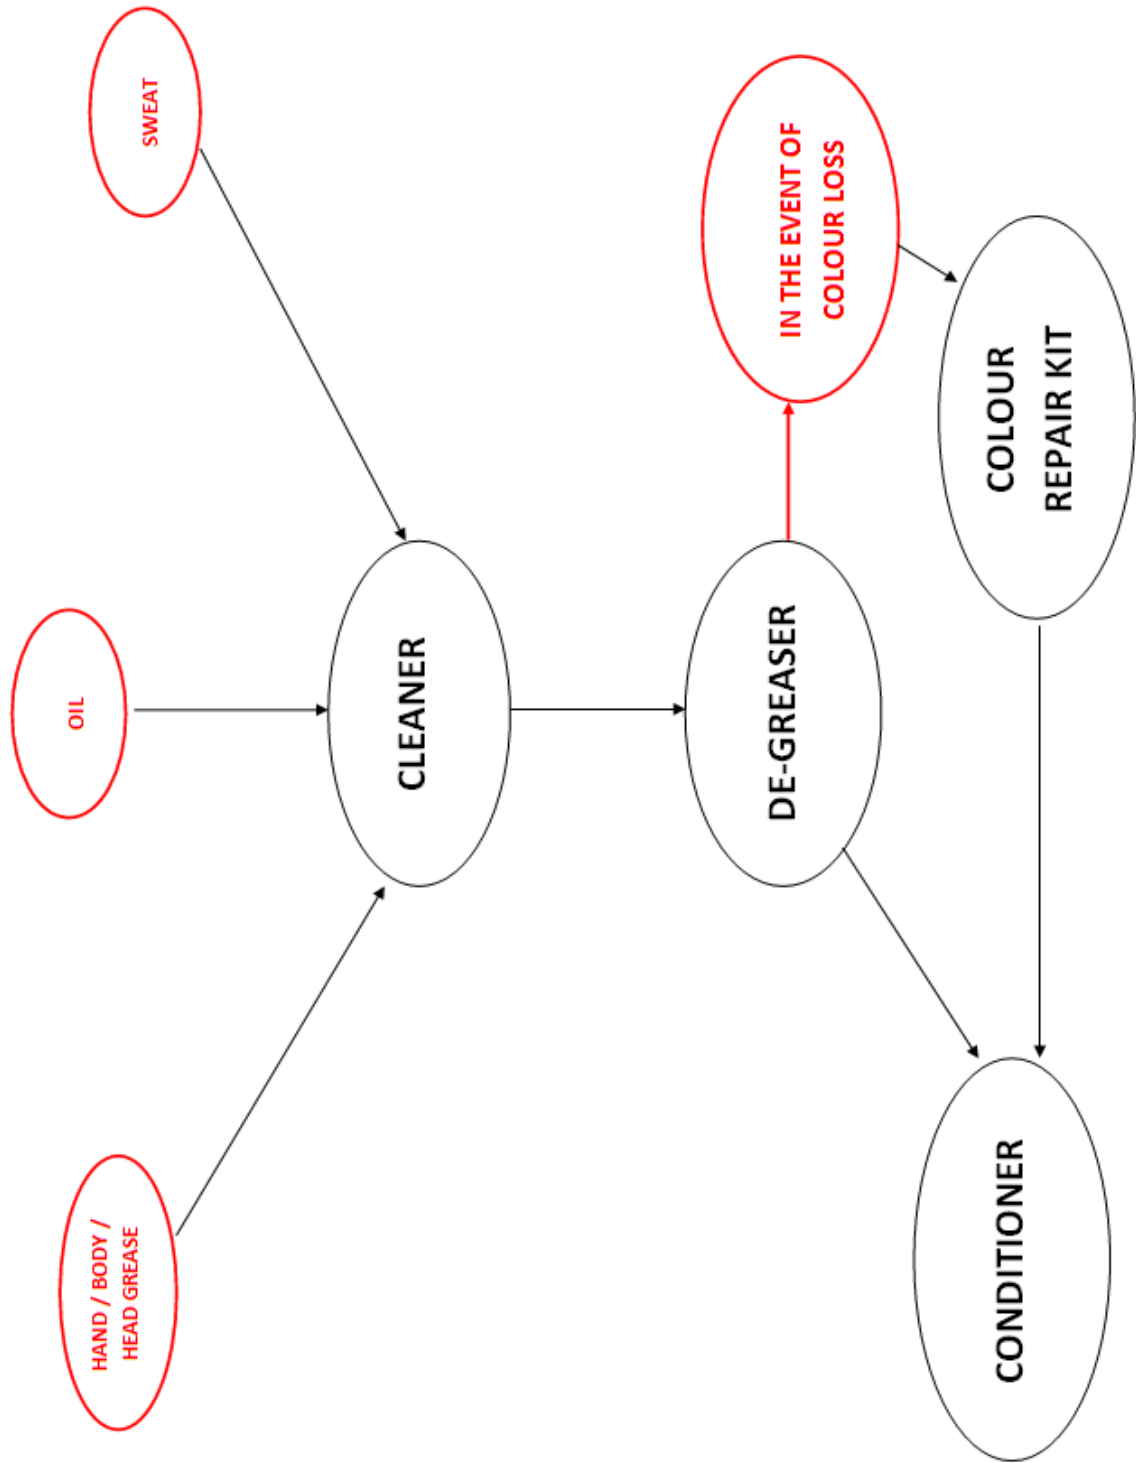 HAND / BODY /
HEAD GREASE
OIL
SWEAT
CLEANER
DE-GREASER
IN THE EVENT OF
COLOUR LOSS
CONDITIONER
COLOUR
REPAIR KIT